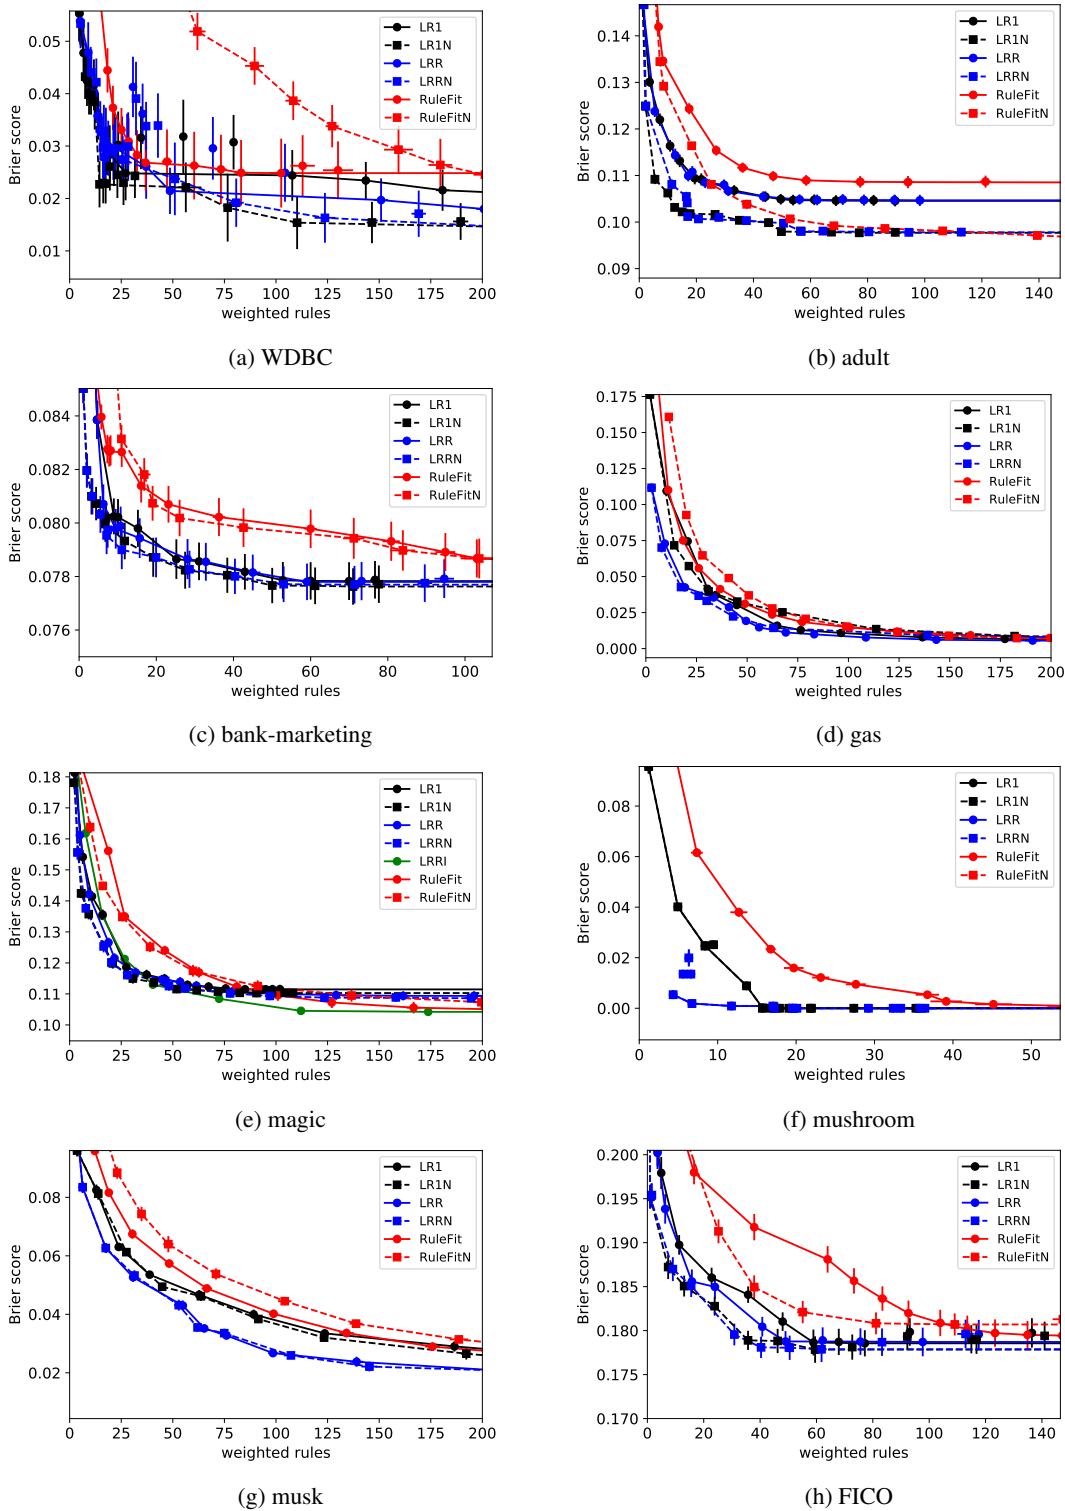 Brier score
0.05
0.04
0.03
0.02
0.01
0 25 50 75 100 125 150 175 200
weighted rules
LR1
LR1N
LRR
LRRN
RuleFit
RuleFitN
(a) WDBC
Brier score
0.14
0.13
0.12
0.11
0.10
0.09
0 20 40 60 80 100 120 140
weighted rules
LR1
LR1N
LRR
LRRN
RuleFit
RuleFitN
(b) adult
Brier score
0.084
0.082
0.080
0.078
0.076
0 20 40 60 80 100
weighted rules
LR1
LR1N
LRR
LRRN
RuleFit
RuleFitN
(c) bank-marketing
Brier score
0.175
0.150
0.125
0.100
0.075
0.050
0.025
0.000
0 25 50 75 100 125 150 175 200
weighted rules
LR1
LR1N
LRR
LRRN
RuleFit
RuleFitN
(d) gas
Brier score
0.18
0.17
0.16
0.15
0.14
0.13
0.12
0.11
0.10
0 25 50 75 100 125 150 175 200
weighted rules
LR1
LR1N
LRR
LRRN
LRRI
RuleFit
RuleFitN
(e) magic
Brier score
0.08
0.06
0.04
0.02
0.00
0 10 20 30 40 50
weighted rules
LR1
LR1N
LRR
LRRN
RuleFit
RuleFitN
(f) mushroom
Brier score
0.08
0.06
0.04
0.02
0 25 50 75 100 125 150 175 200
weighted rules
LR1
LR1N
LRR
LRRN
RuleFit
RuleFitN
(g) musk
Brier score
0.200
0.195
0.190
0.185
0.180
0.175
0.170
0 20 40 60 80 100 120 140
weighted rules
LR1
LR1N
LRR
LRRN
RuleFit
RuleFitN
(h) FICO